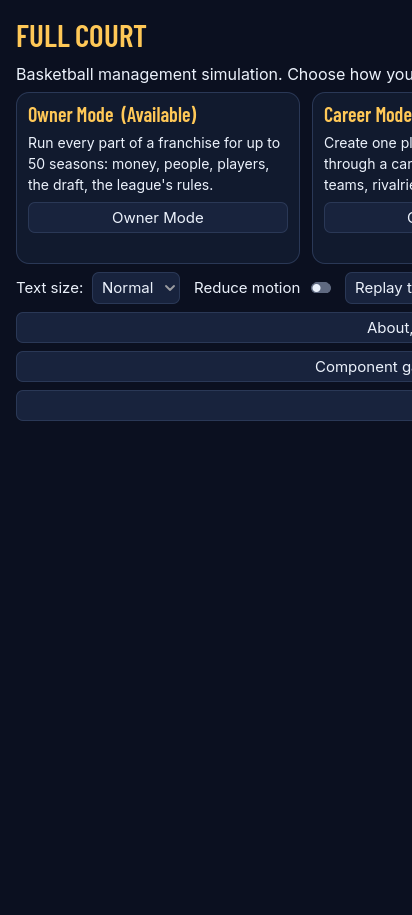 FULL COURT
Basketball management simulation. Choose how you
Owner Mode (Available)
Run every part of a franchise for up to
50 seasons: money, people, players,
the draft, the league's rules.
Owner Mode
Career Mode
Create one pl
through a car
teams, rivalrie
Text size:
Normal
Reduce motion
Replay t
About,
Component ga